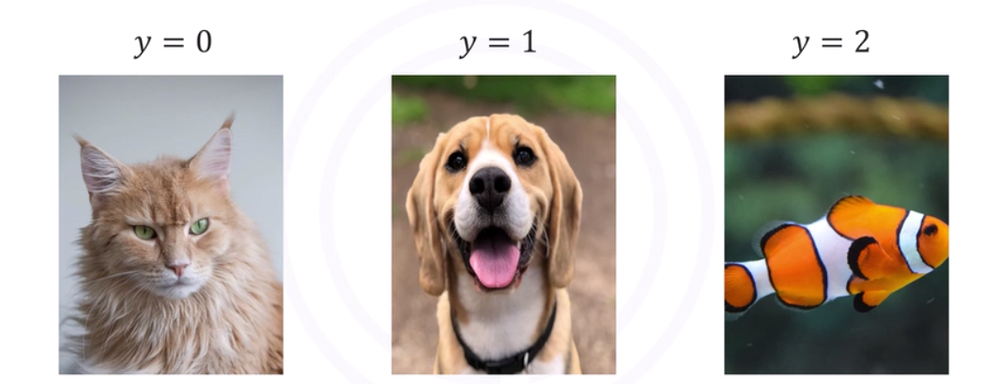 y = 0
y = 1
y = 2